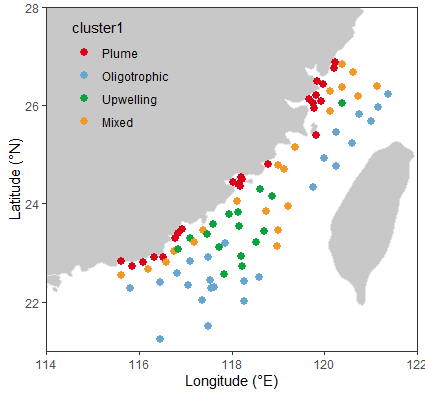 28
26
24
22
Latitude (°N)
cluster1
Plume
Oligotrophic
Upwelling
Mixed
114
116
118
120
122
Longitude (°E)